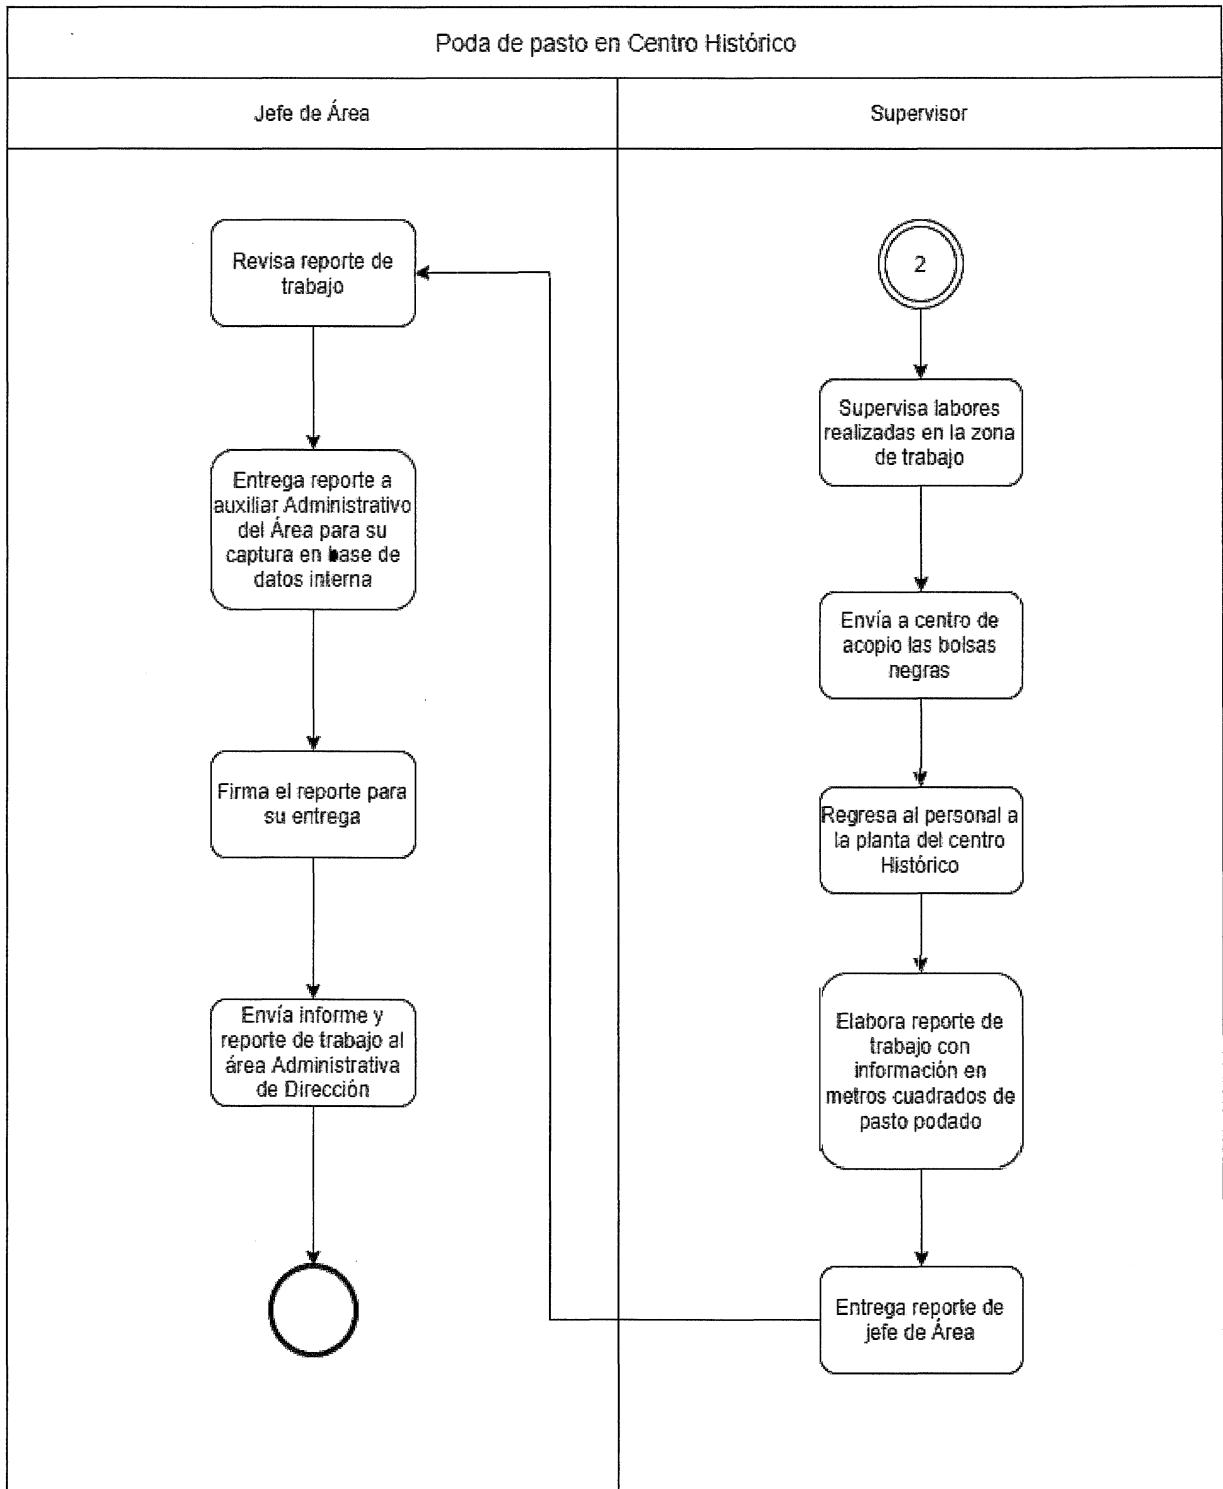 Poda de pasto en Centro Histórico
Jefe de Área
Supervisor
Revisa reporte de
trabajo
Entrega reporte a
auxiliar Administrativo
del Área para su
captura en base de
datos interna
Firma el reporte para
su entrega
Envía informe y
reporte de trabajo al
área Administrativa
de Dirección
2
Supervisa labores
realizadas en la zona
de trabajo
Envía a centro de
acopio las bolsas
negras
Regresa al personal a
la planta del centro
Histórico
Elabora reporte de
trabajo con
información en
metros cuadrados de
pasto podado
Entrega reporte de
jefe de Área